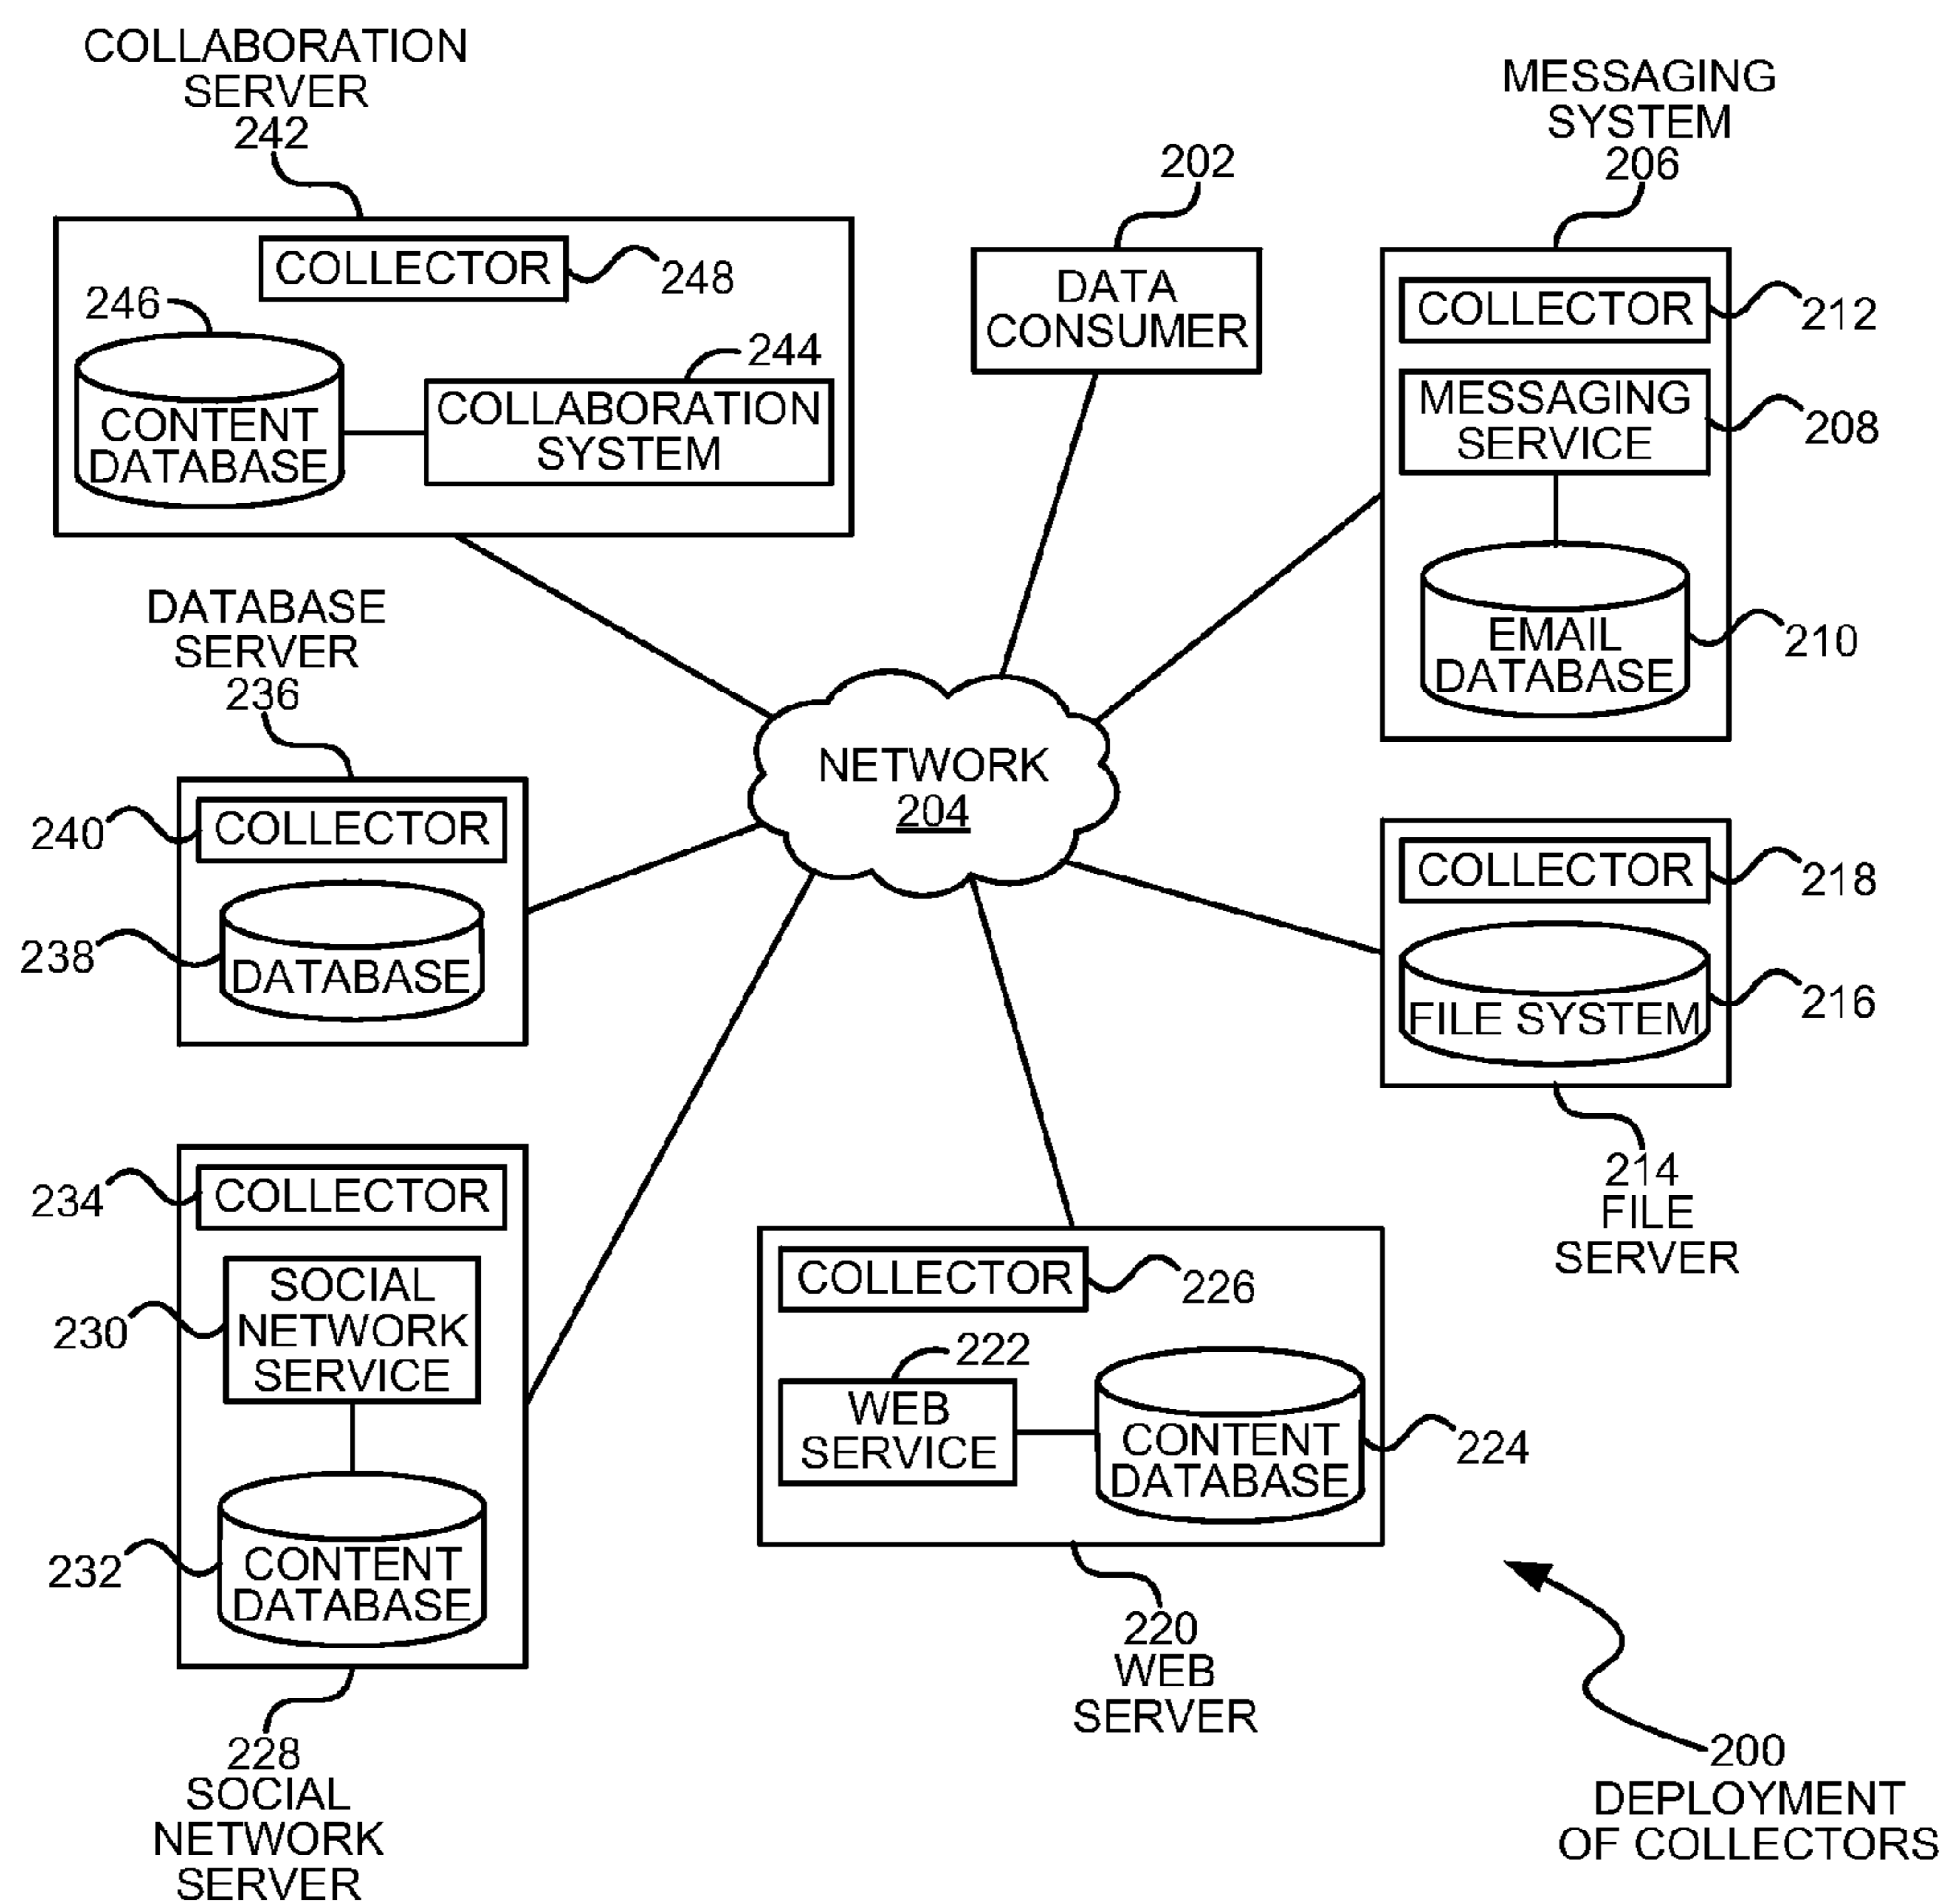 COLLABORATION
SERVER
242
COLLECTOR
248
246
244
CONTENT
DATABASE
COLLABORATION
SYSTEM
202
DATA
CONSUMER
MESSAGING
SYSTEM
206
COLLECTOR
212
MESSAGING
SERVICE
208
EMAIL
DATABASE
210
DATABASE
SERVER
236
240
COLLECTOR
238
DATABASE
NETWORK
204
COLLECTOR
218
FILE SYSTEM
216
214
FILE
SERVER
234
COLLECTOR
230
SOCIAL
NETWORK
SERVICE
232
CONTENT
DATABASE
228
SOCIAL
NETWORK
SERVER
COLLECTOR
226
222
WEB
SERVICE
CONTENT
DATABASE
224
220
WEB
SERVER
200
DEPLOYMENT
OF COLLECTORS